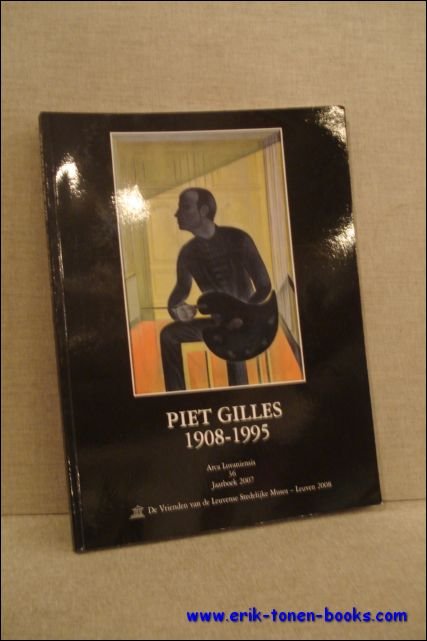 PIET GILLES
1908-1995
Arca Lovaniensis
36
Jaarboek 2007
De Vrienden van de Leuvense Stedelijke Musea - Leuven 2008
www.erik-tonen-books.com